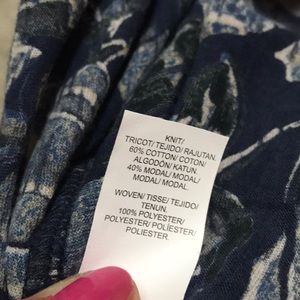 KNIT/
TRICOT/ TEJIDO/ RAJUTAN.
60% COTTON/ COTON/
ALGODÓN/ KATUN.
40% MODAL/ MODAL/
MODAL/ MODAL.
WOVEN/ TISSE/ TEJIDO/
TENUN.
100% POLYESTER/
POLYESTER/ POLIÉSTER/
POLIESTER.